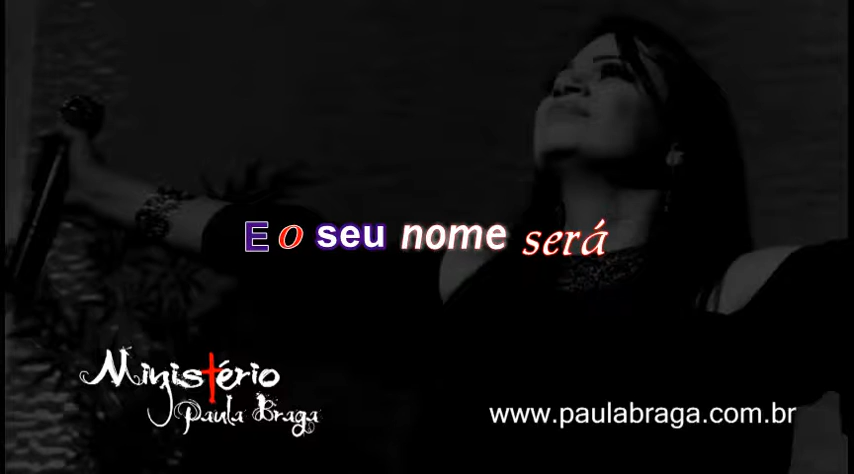 E o seu nome será
Ministério
Paula Braga
www.paulabraga.com.br